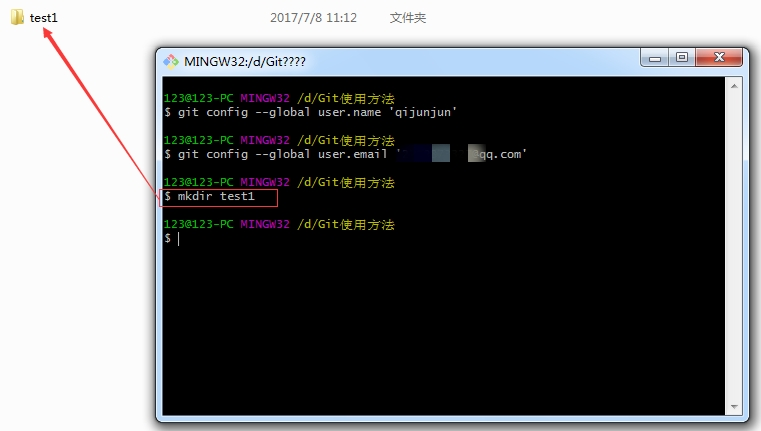 test1 2017/7/8 11:12 文件夹
MINGW32:/d/Git????
123@123-PC MINGW32 /d/Git使用方法
$ git config --global user.name 'qijunjun'
123@123-PC MINGW32 /d/Git使用方法
$ git config --global user.email ' qq.com'
123@123-PC MINGW32 /d/Git使用方法
$ mkdir test1
123@123-PC MINGW32 /d/Git使用方法
$